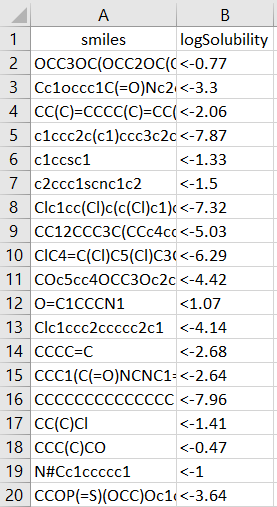 A B
1 smiles logSolubility
2 OCC3OC(OCC2OC(C <-0.77
3 Cc1occc1C(=O)Nc2c <-3.3
4 CC(C)=CCCC(C)=CC( <-2.06
5 c1ccc2c(c1)ccc3c2c <-7.87
6 c1ccsc1 <-1.33
7 c2ccc1scnc1c2 <-1.5
8 Clc1cc(Cl)c(c(Cl)c1)c <-7.32
9 CC12CCC3C(CCc4cc <-5.03
10 ClC4=C(Cl)C5(Cl)C3C <-6.29
11 COc5cc4OCC3Oc2c <-4.42
12 O=C1CCCN1 <1.07
13 Clc1ccc2ccccc2c1 <-4.14
14 CCCC=C <-2.68
15 CCC1(C(=O)NCNC1= <-2.64
16 CCCCCCCCCCCCCC <-7.96
17 CC(C)Cl <-1.41
18 CCC(C)CO <-0.47
19 N#Cc1ccccc1 <-1
20 CCOP(=S)(OCC)Oc1c <-3.64